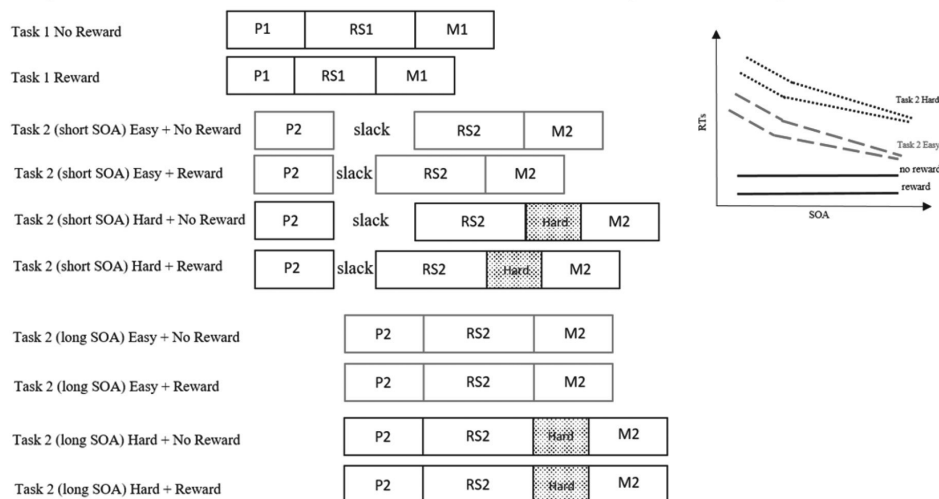 Task 1 No Reward P1 RS1 M1
Task 1 Reward P1 RS1 M1
Task 2 (short SOA) Easy + No Reward P2 slack RS2 M2
Task 2 (short SOA) Easy + Reward P2 slack RS2 M2
Task 2 (short SOA) Hard + No Reward P2 slack RS2 Hard M2
Task 2 (short SOA) Hard + Reward P2 slack RS2 Hard M2
Task 2 (long SOA) Easy + No Reward P2 RS2 M2
Task 2 (long SOA) Easy + Reward P2 RS2 M2
Task 2 (long SOA) Hard + No Reward P2 RS2 Hard M2
Task 2 (long SOA) Hard + Reward P2 RS2 Hard M2
RTs
Task 2 Hard
Task 2 Easy
no reward
reward
SOA